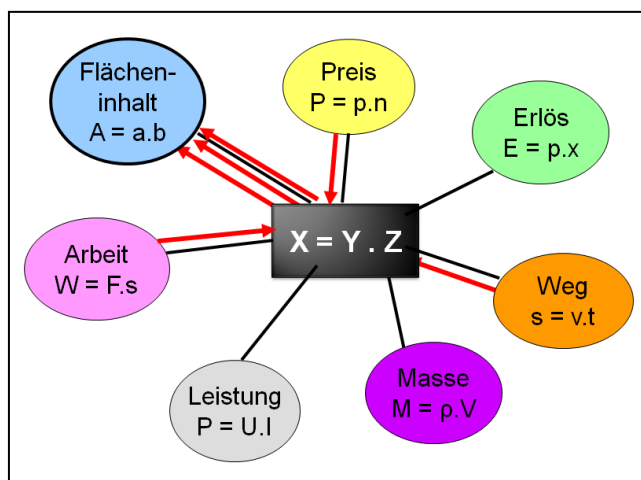 Flächen-
inhalt
A = a.b
Preis
P = p.n
Erlös
E = p.x
X = Y . Z
Arbeit
W = F.s
Weg
s = v.t
Leistung
P = U.I
Masse
M = ρ.V